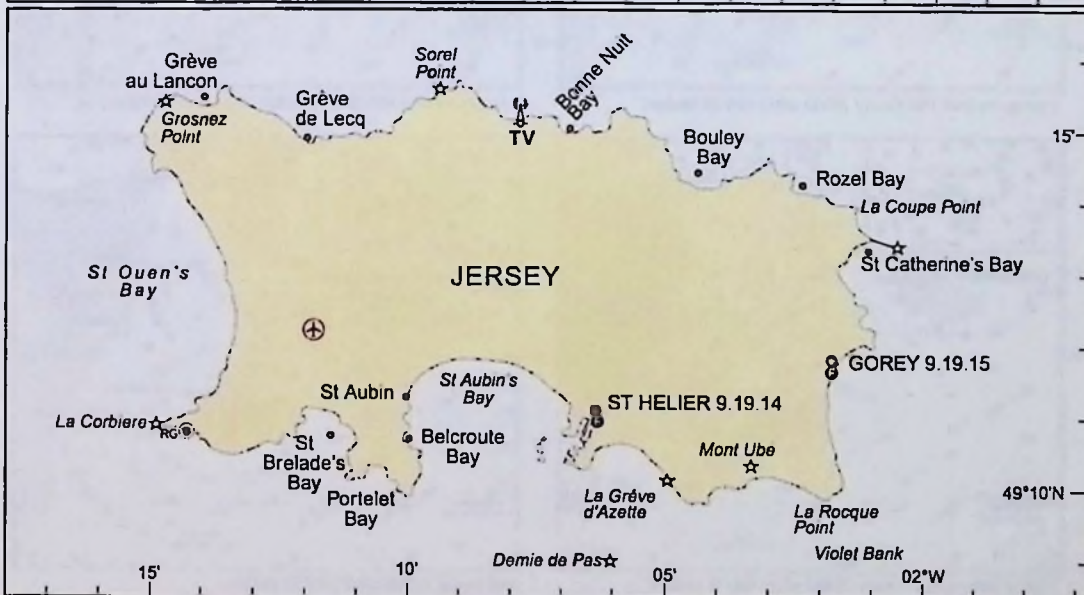 Grève
au Lancon
Grosnez
Point
Grève
de Lecq
Sorel
Point
TV
Bonne Nuit
Bay
Bouley
Bay
Rozel Bay
La Coupe Point
15'
St Catherine's Bay
St Ouen's
Bay
JERSEY
GOREY 9.19.15
St Aubin
St Aubin's
Bay
ST HELIER 9.19.14
La Corbiere
RG
St
Brelade's
Bay
Belcroute
Bay
Portelet
Bay
Mont Ube
La Grève
d'Azette
49°10'N
La Rocque
Point
Violet Bank
Demie de Pas
15'
10'
05'
02°W